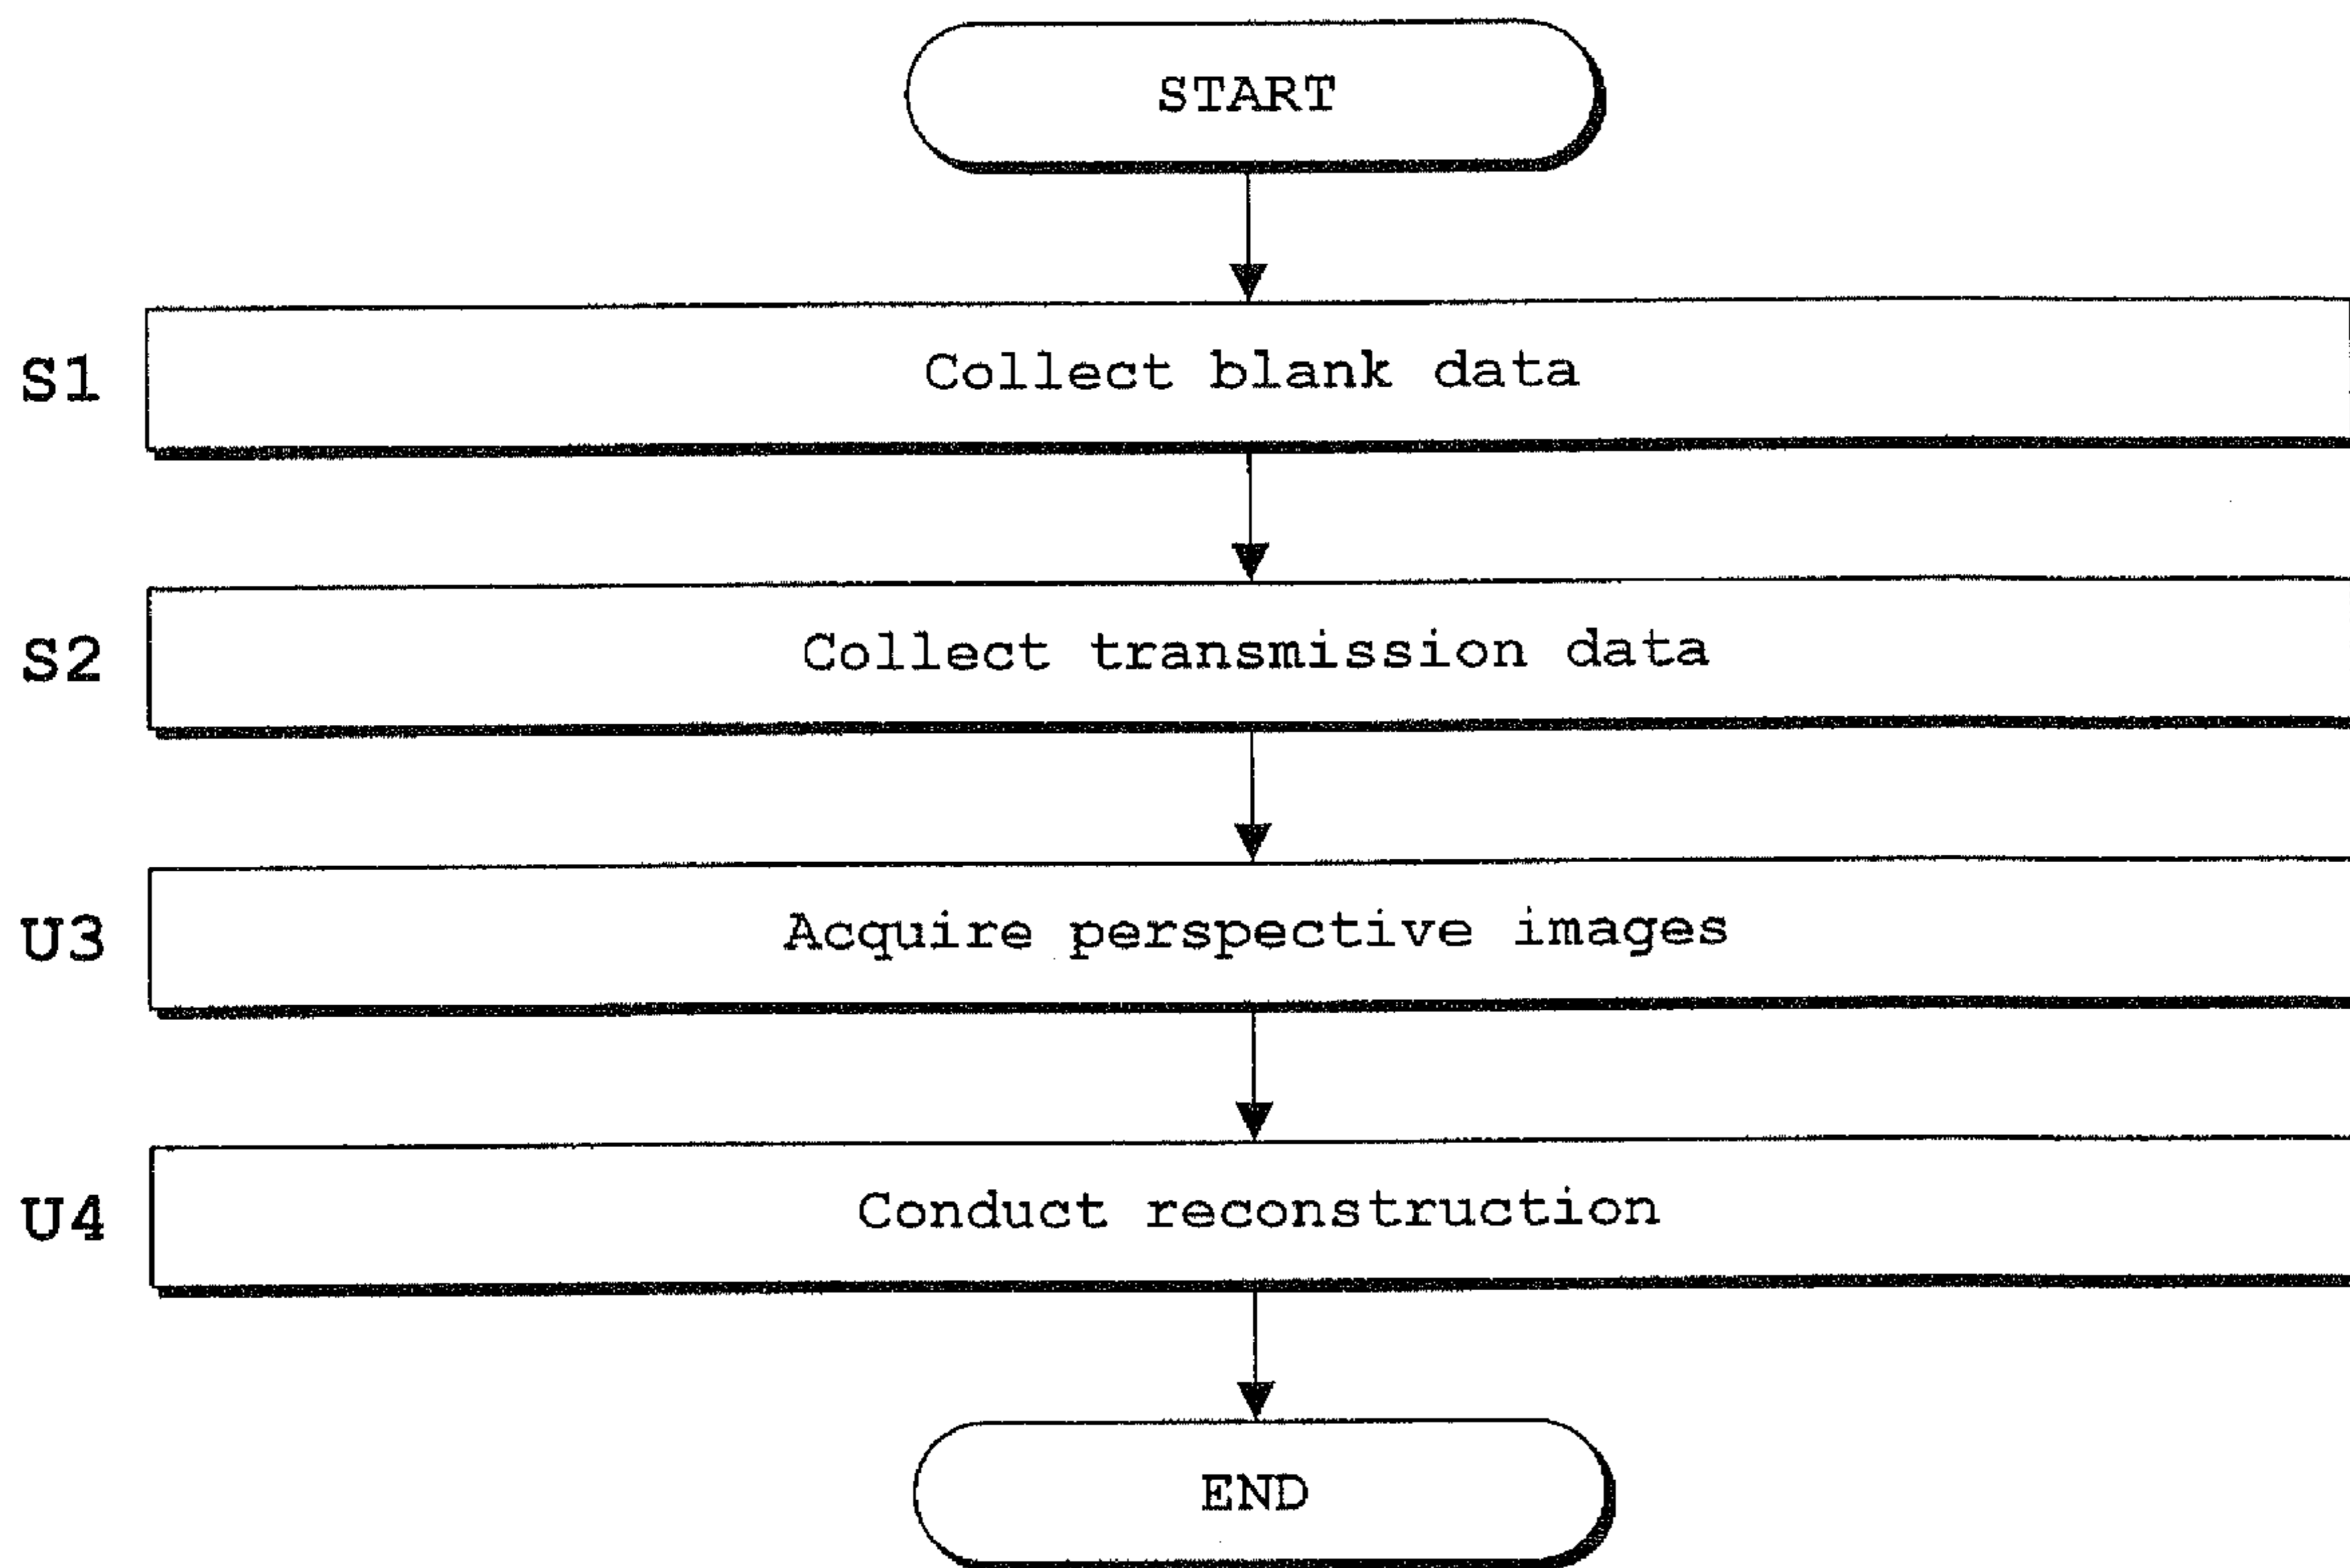 START
S1 Collect blank data
S2 Collect transmission data
U3 Acquire perspective images
U4 Conduct reconstruction
END